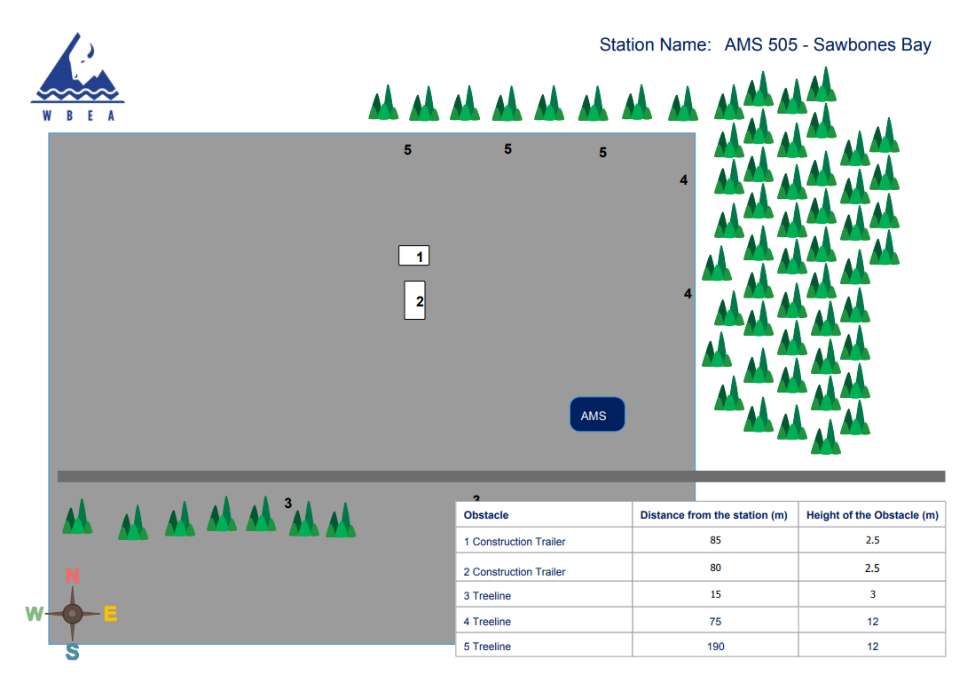 Station Name: AMS 505 - Sawbones Bay
W B E A
5 5 5
4
1
2
4
AMS
3 3
Obstacle Distance from the station (m) Height of the Obstacle (m)
1 Construction Trailer 85 2.5
2 Construction Trailer 80 2.5
3 Treeline 15 3
4 Treeline 75 12
5 Treeline 190 12
N
W E
S